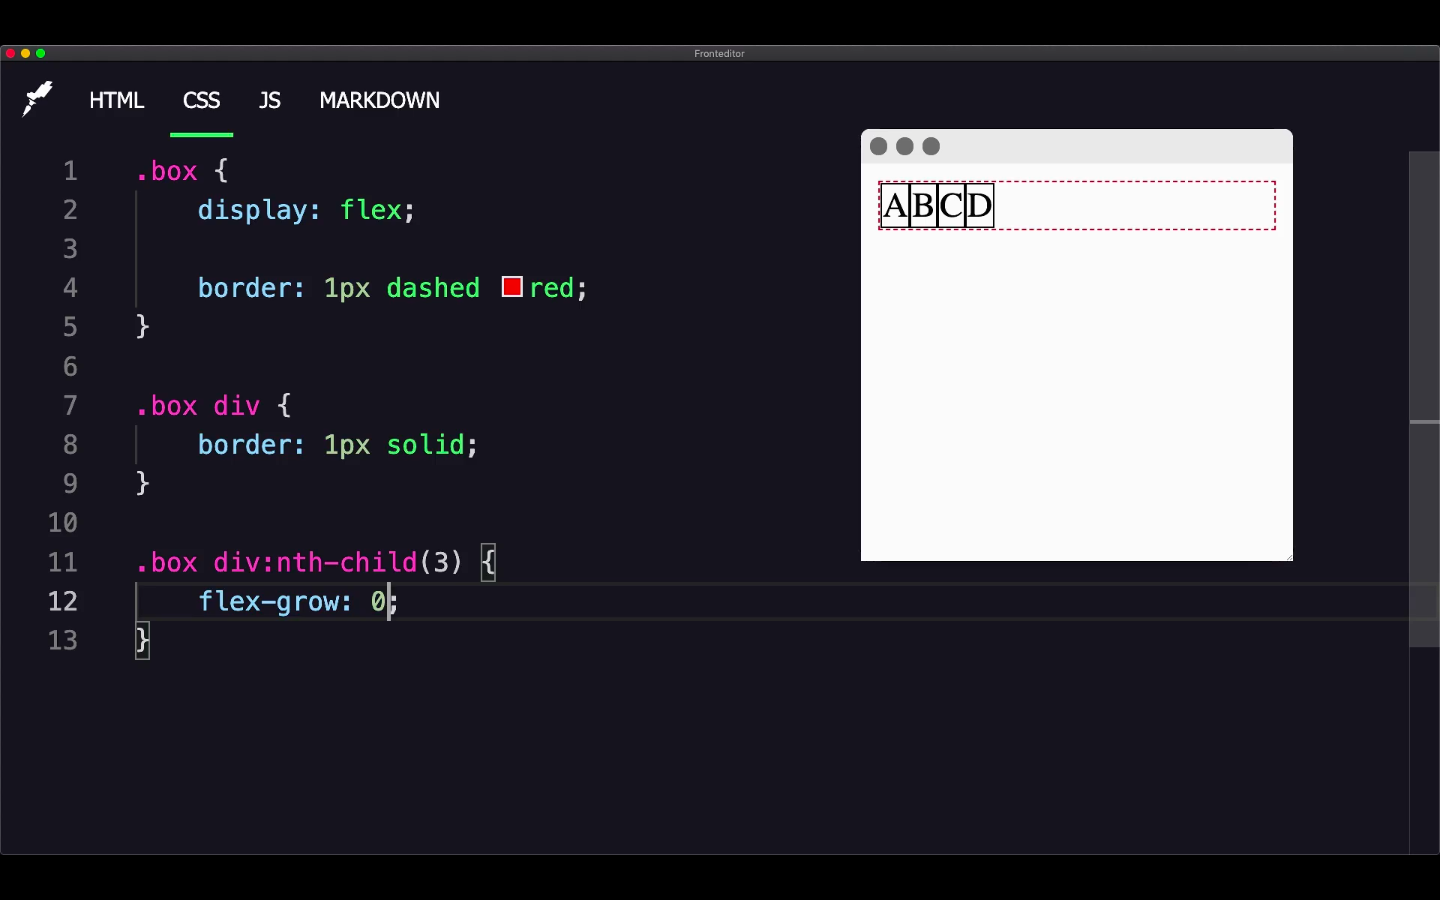 Fronteditor
HTML CSS JS MARKDOWN
1 .box {
2 display: flex;
3
4 border: 1px dashed red;
5 }
6
7 .box div {
8 border: 1px solid;
9 }
10
11 .box div:nth-child(3) {
12 flex-grow: 0;
13 }
ABCD